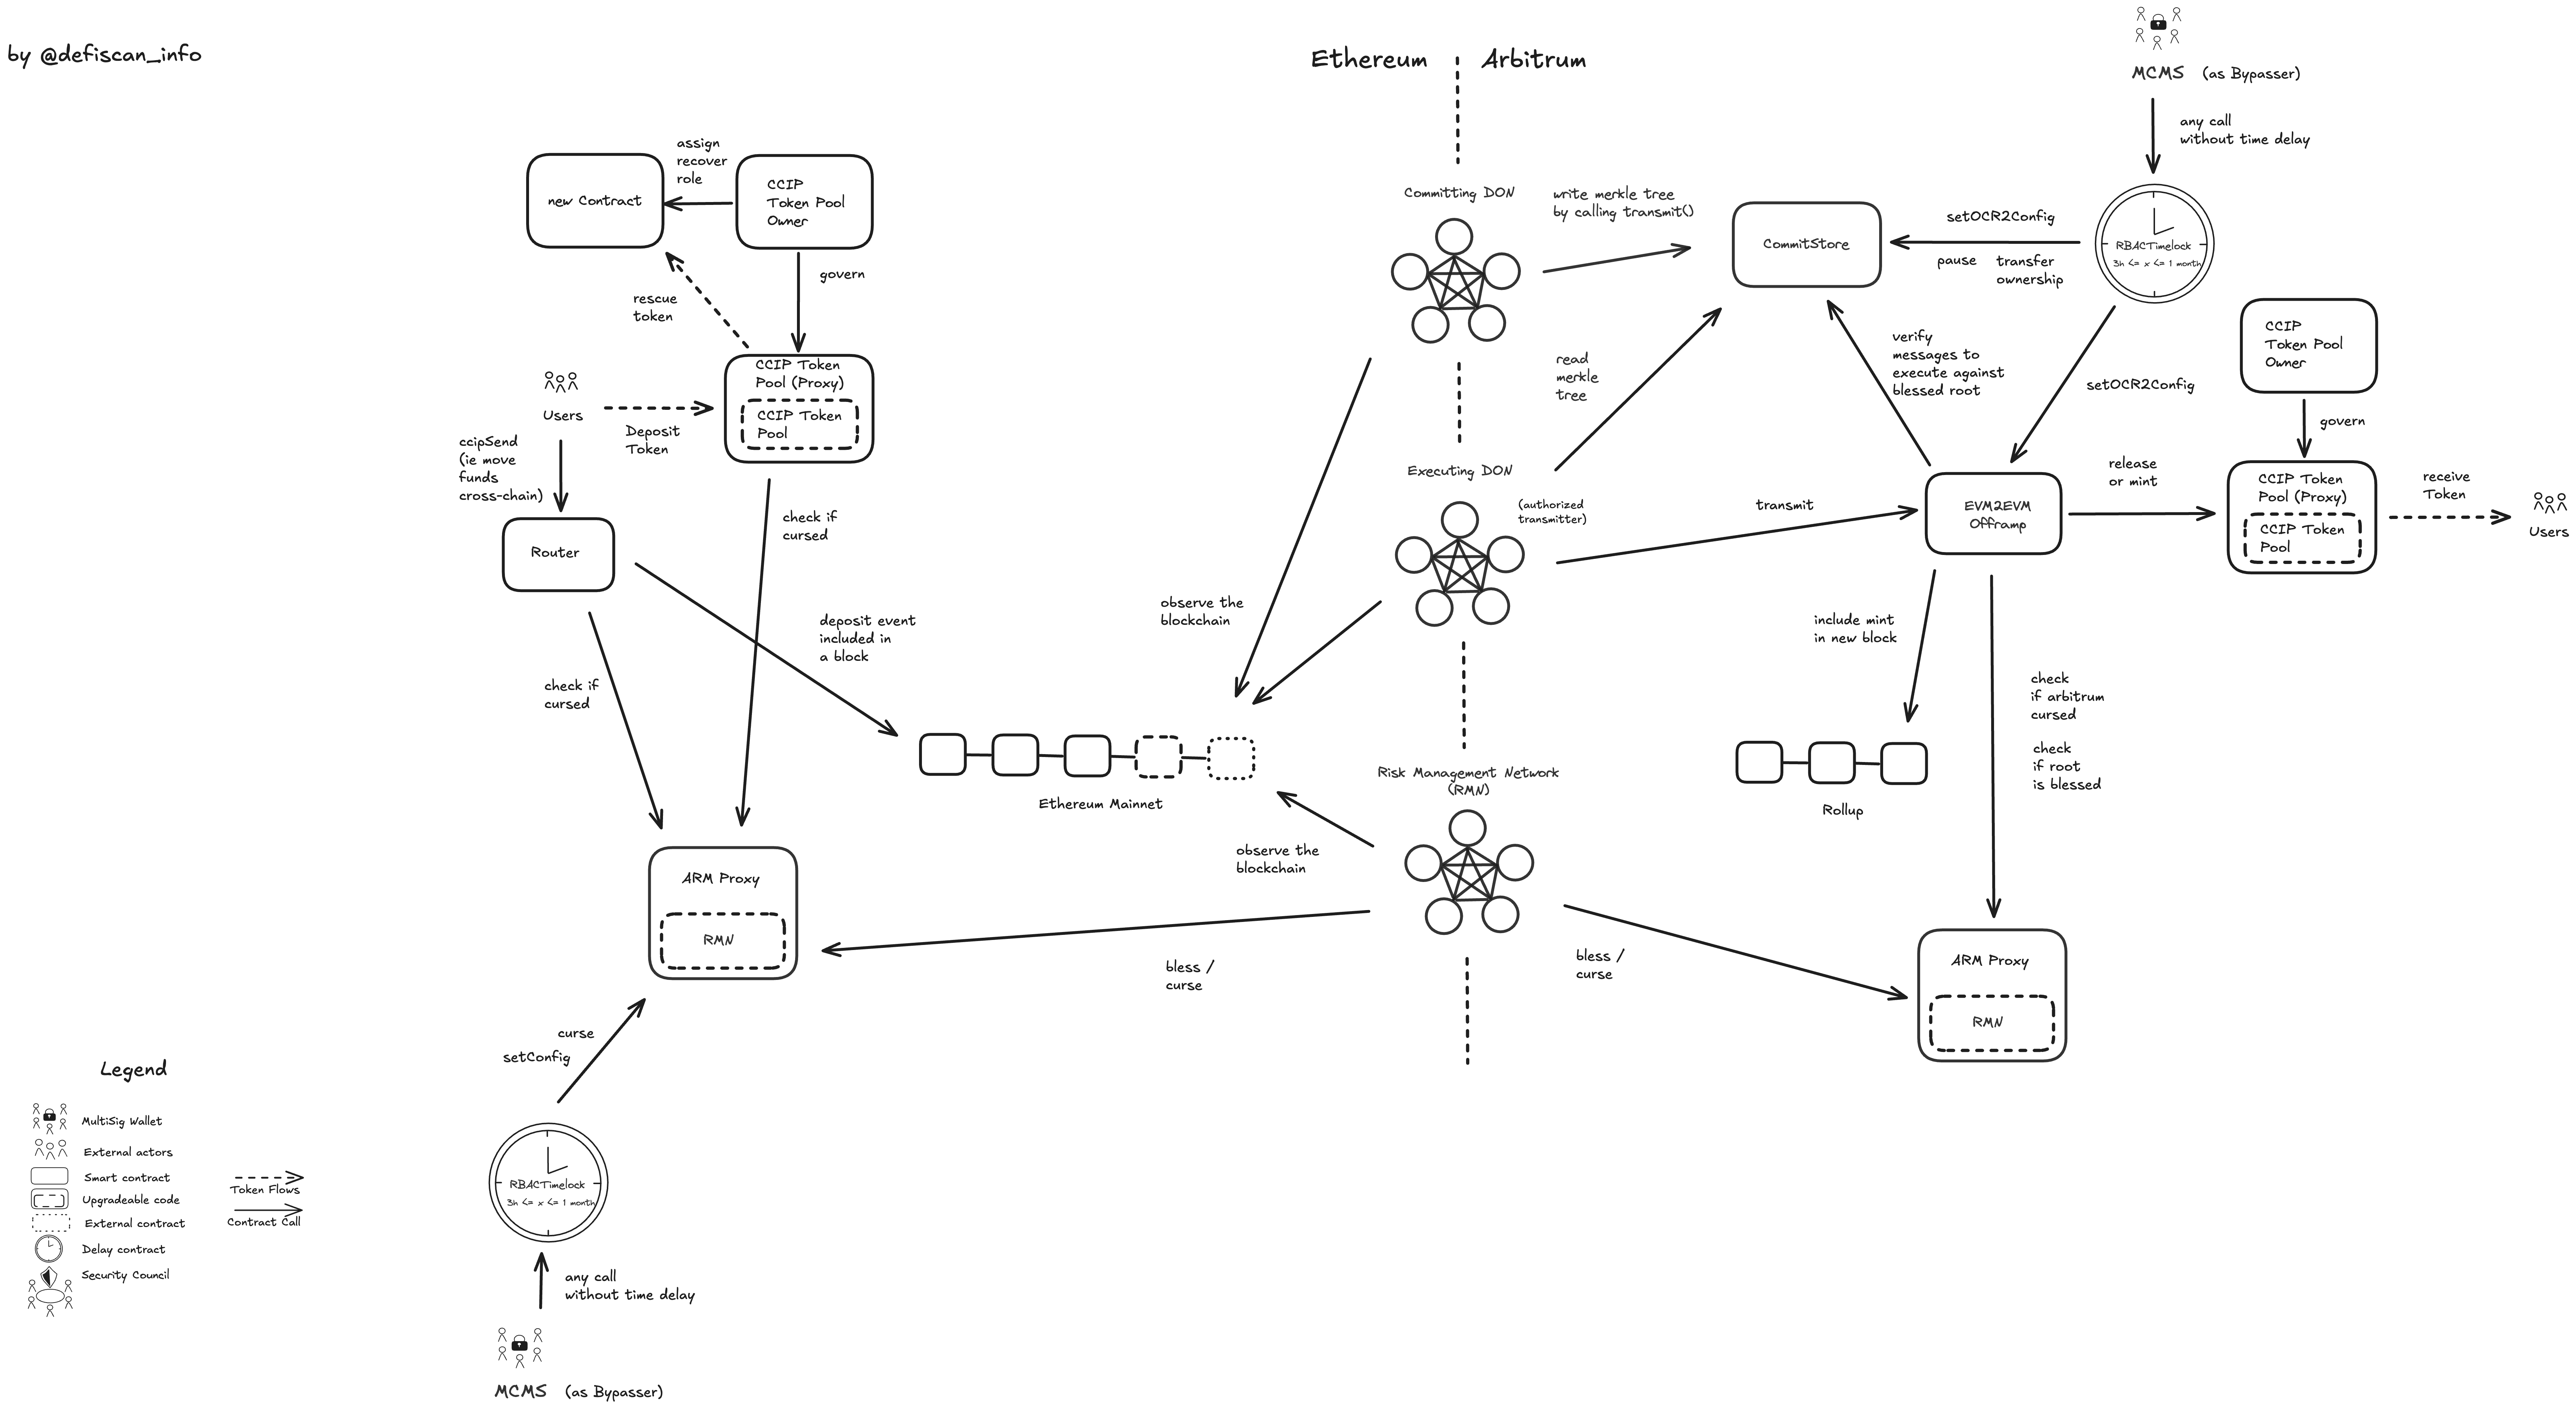 by @defiscan_info
Ethereum
Arbitrum
MCMS (as Bypasser)
any call
without time delay
assign
recover
role
new Contract
CCIP
Token Pool
Owner
govern
rescue
token
Users
Deposit
Token
CCIP Token
Pool (Proxy)
CCIP Token
Pool
ccipSend
(ie move
funds
cross-chain)
Router
check if
cursed
check if
cursed
deposit event
included in
a block
Ethereum Mainnet
observe the
blockchain
observe the
blockchain
Committing DON
write merkle tree
by calling transmit()
CommitStore
setOCR2Config
pause
transfer
ownership
RBACTimelock
3h <= x <= 1 month
read
merkle
tree
verify
messages to
execute against
blessed root
setOCR2Config
CCIP
Token Pool
Owner
govern
Executing DON
(authorized
transmitter)
transmit
EVM2EVM
Offramp
release
or mint
CCIP Token
Pool (Proxy)
CCIP Token
Pool
receive
Token
Users
include mint
in new block
Rollup
check
if arbitrum
cursed
check
if root
is blessed
Risk Management Network
(RMN)
bless /
curse
bless /
curse
ARM Proxy
RMN
ARM Proxy
RMN
curse
setConfig
RBACTimelock
3h <= x <= 1 month
any call
without time delay
MCMS (as Bypasser)
Legend
MultiSig Wallet
External actors
Smart contract
Upgradeable code
External contract
Delay contract
Security Council
Token Flows
Contract Call